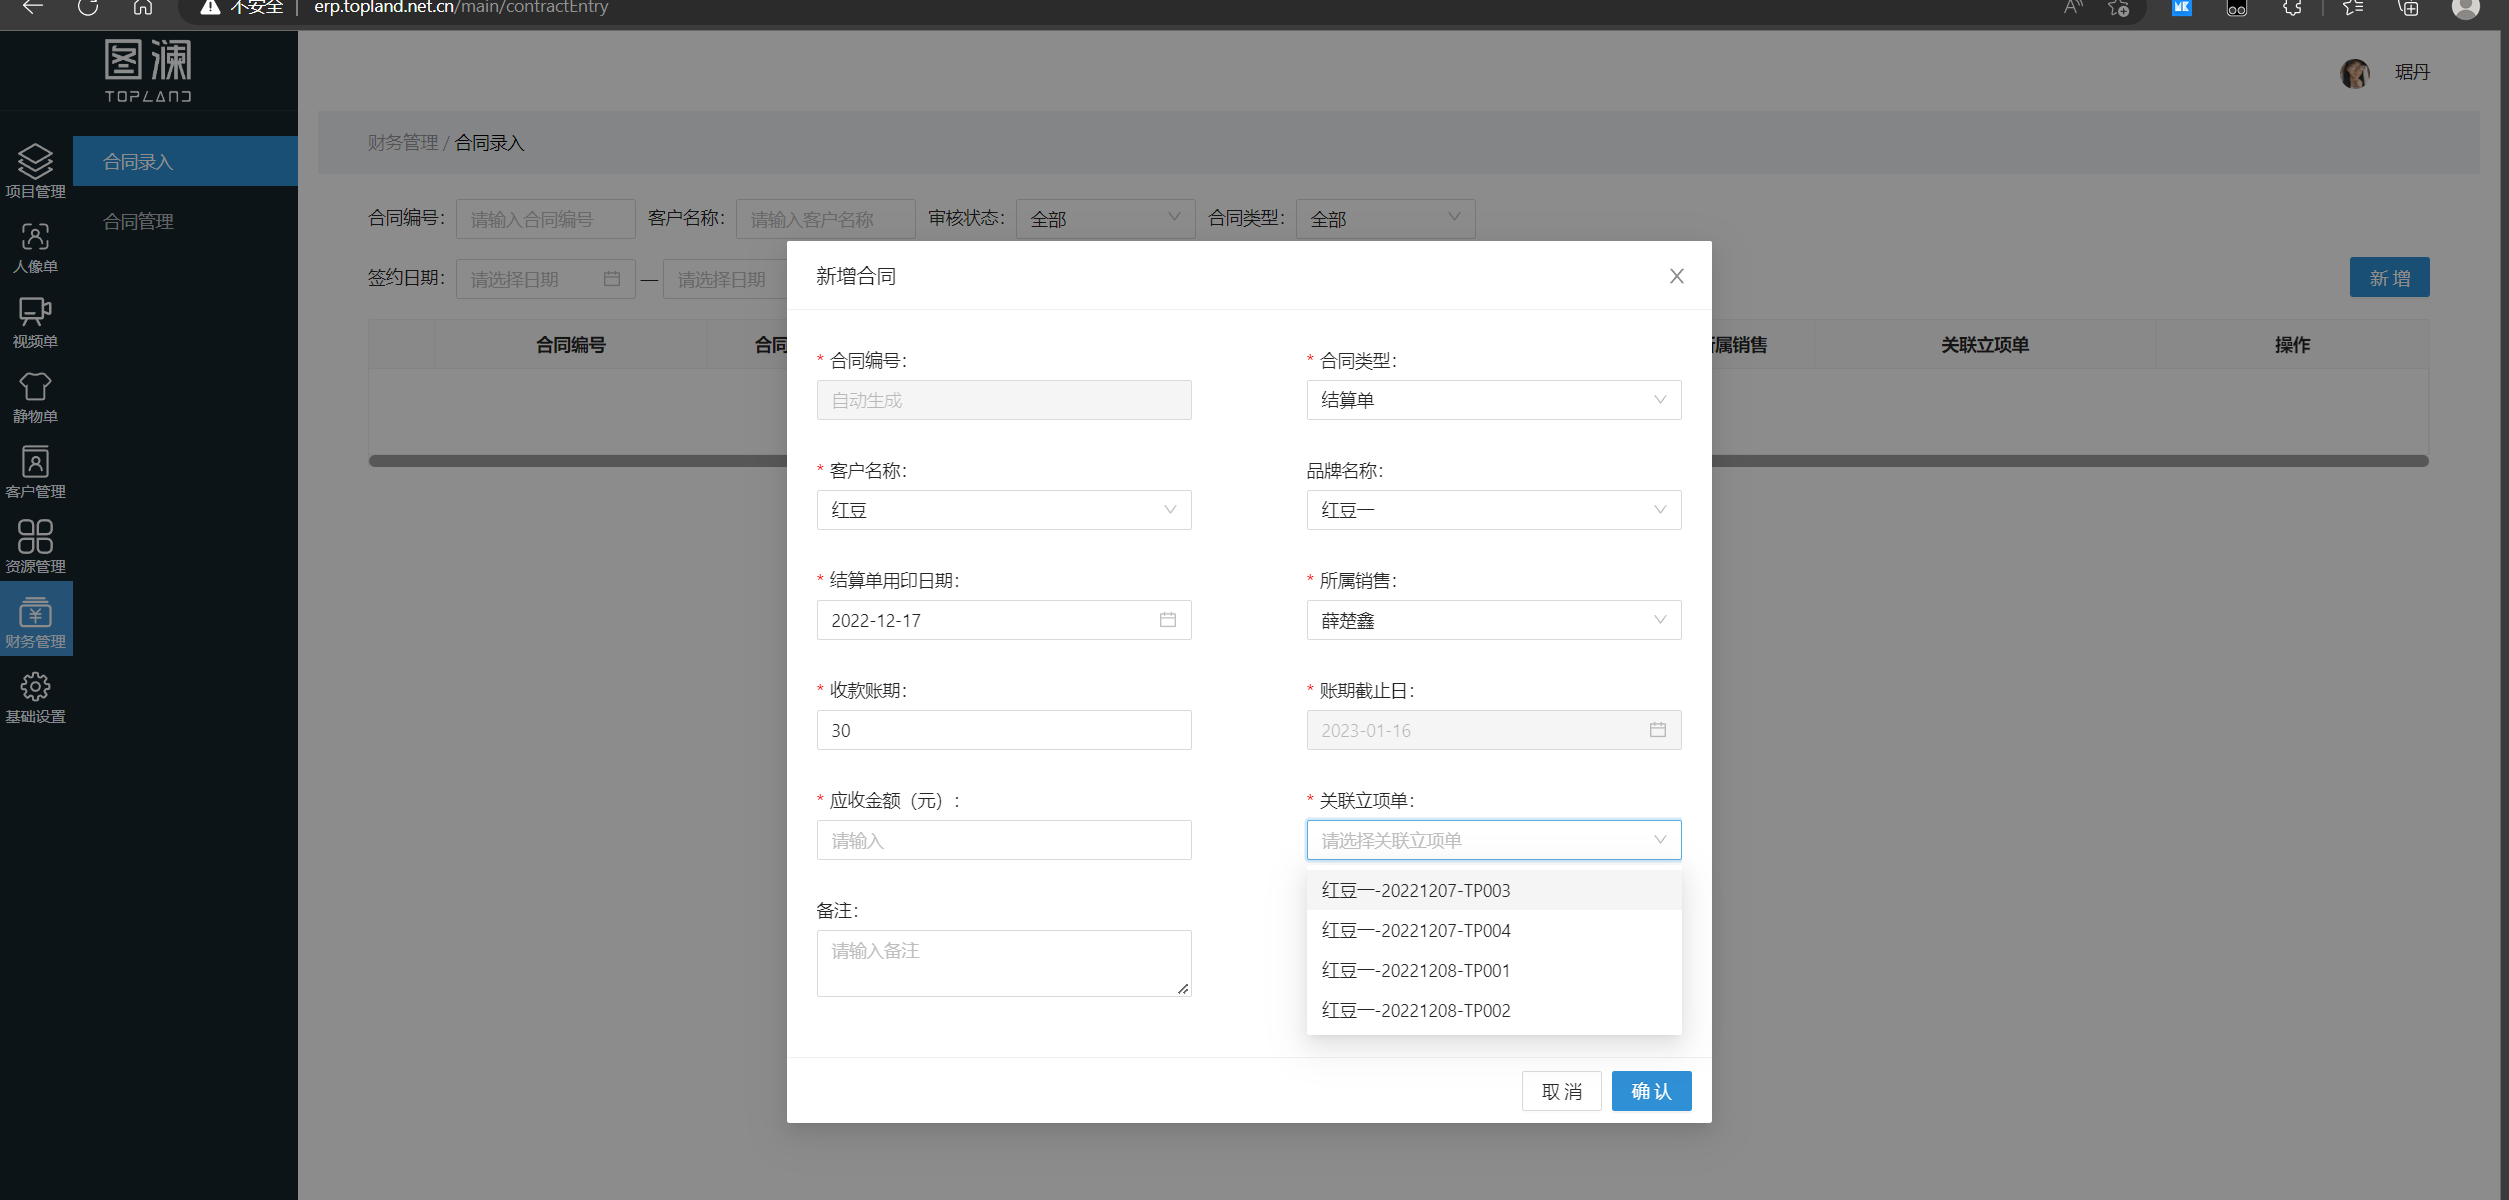 不安全 | erp.topland.net.cn/main/contractEntry
图澜
TOPLAND
琚丹
项目管理
人像单
视频单
静物单
客户管理
资源管理
财务管理
基础设置
合同录入
合同管理
财务管理 / 合同录入
合同编号: 请输入合同编号 客户名称: 请输入客户名称 审核状态: 全部 合同类型: 全部
签约日期: 请选择日期 — 请选择日期
新 增
合同编号 合同 所属销售 关联立项单 操作
新增合同
* 合同编号: * 合同类型:
自动生成 结算单
* 客户名称: 品牌名称:
红豆 红豆一
* 结算单用印日期: * 所属销售:
2022-12-17 薛楚鑫
* 收款账期: * 账期截止日:
30 2023-01-16
* 应收金额（元）: * 关联立项单:
请输入 请选择关联立项单
备注:
请输入备注
红豆一-20221207-TP003
红豆一-20221207-TP004
红豆一-20221208-TP001
红豆一-20221208-TP002
取 消 确 认